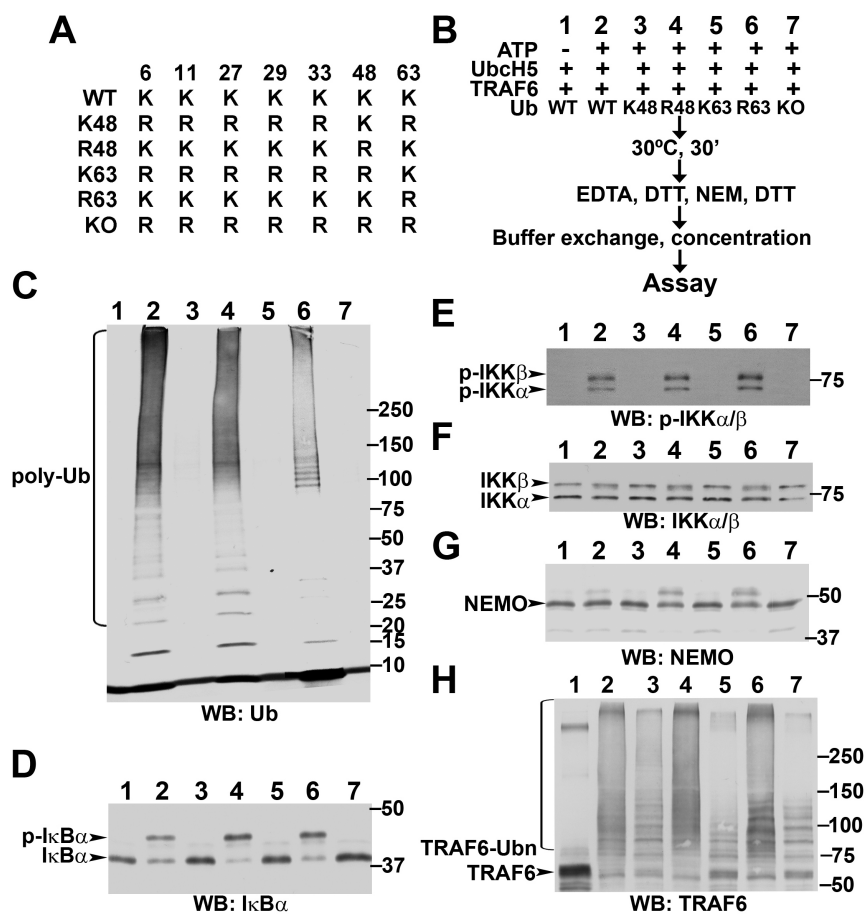 A
6 11 27 29 33 48 63
WT K K K K K K K
K48 R R R R R K R
R48 K K K K K R K
K63 R R R R R R K
R63 K K K K K K R
KO R R R R R R R
B
1 2 3 4 5 6 7
ATP - + + + + + +
UbcH5 + + + + + + +
TRAF6 + + + + + + +
Ub WT WT K48 R48 K63 R63 KO
30ºC, 30’
EDTA, DTT, NEM, DTT
Buffer exchange, concentration
Assay
C
1 2 3 4 5 6 7
poly-Ub
–250
–150
–100
–75
–50
–37
–25
–20
–15
–10
WB: Ub
D
1 2 3 4 5 6 7
–50
p-IκBα
IκBα
–37
WB: IκBα
E
1 2 3 4 5 6 7
p-IKKβ
p-IKKα
–75
WB: p-IKKα/β
F
1 2 3 4 5 6 7
IKKβ
IKKα
–75
WB: IKKα/β
G
1 2 3 4 5 6 7
NEMO
–50
–37
WB: NEMO
H
1 2 3 4 5 6 7
–250
–150
–100
TRAF6-Ubn
–75
TRAF6
–50
WB: TRAF6